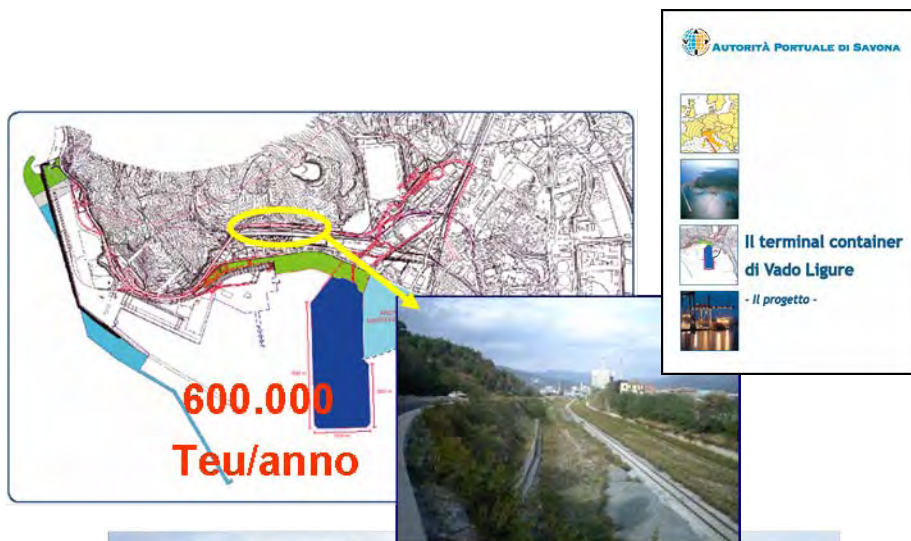 AUTORITÀ PORTUALE DI SAVONA
Il terminal container
di Vado Ligure
- Il progetto -
600.000
Teu/anno